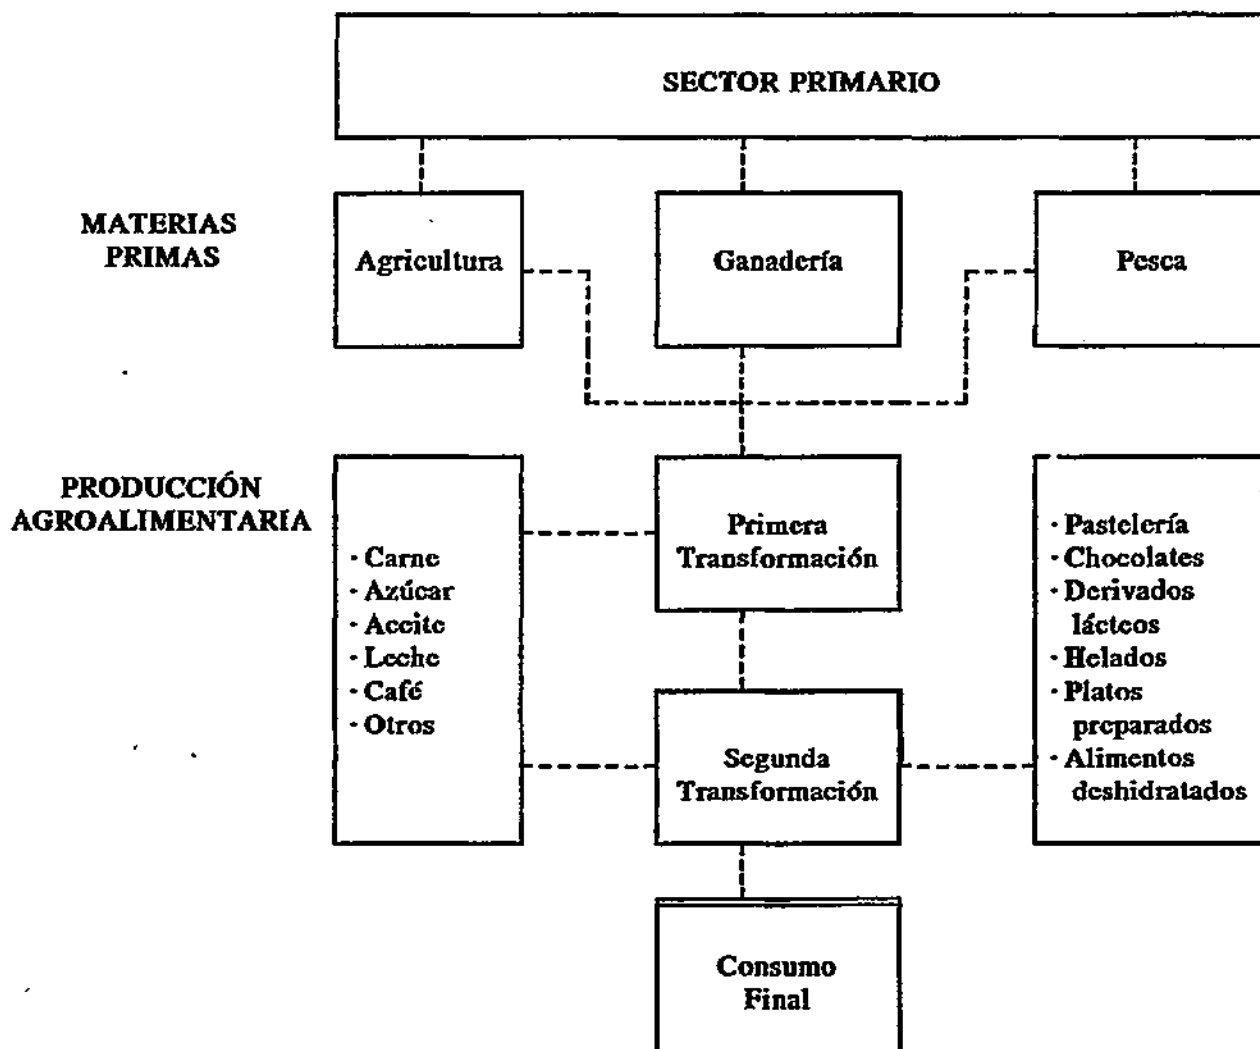 SECTOR PRIMARIO
MATERIAS
PRIMAS
Agricultura
Ganadería
Pesca
PRODUCCIÓN
AGROALIMENTARIA
· Carne
· Azúcar
· Aceite
· Leche
· Café
· Otros
Primera
Transformación
Segunda
Transformación
· Pastelería
· Chocolates
· Derivados
lácteos
· Helados
· Platos
preparados
· Alimentos
deshidratados
Consumo
Final